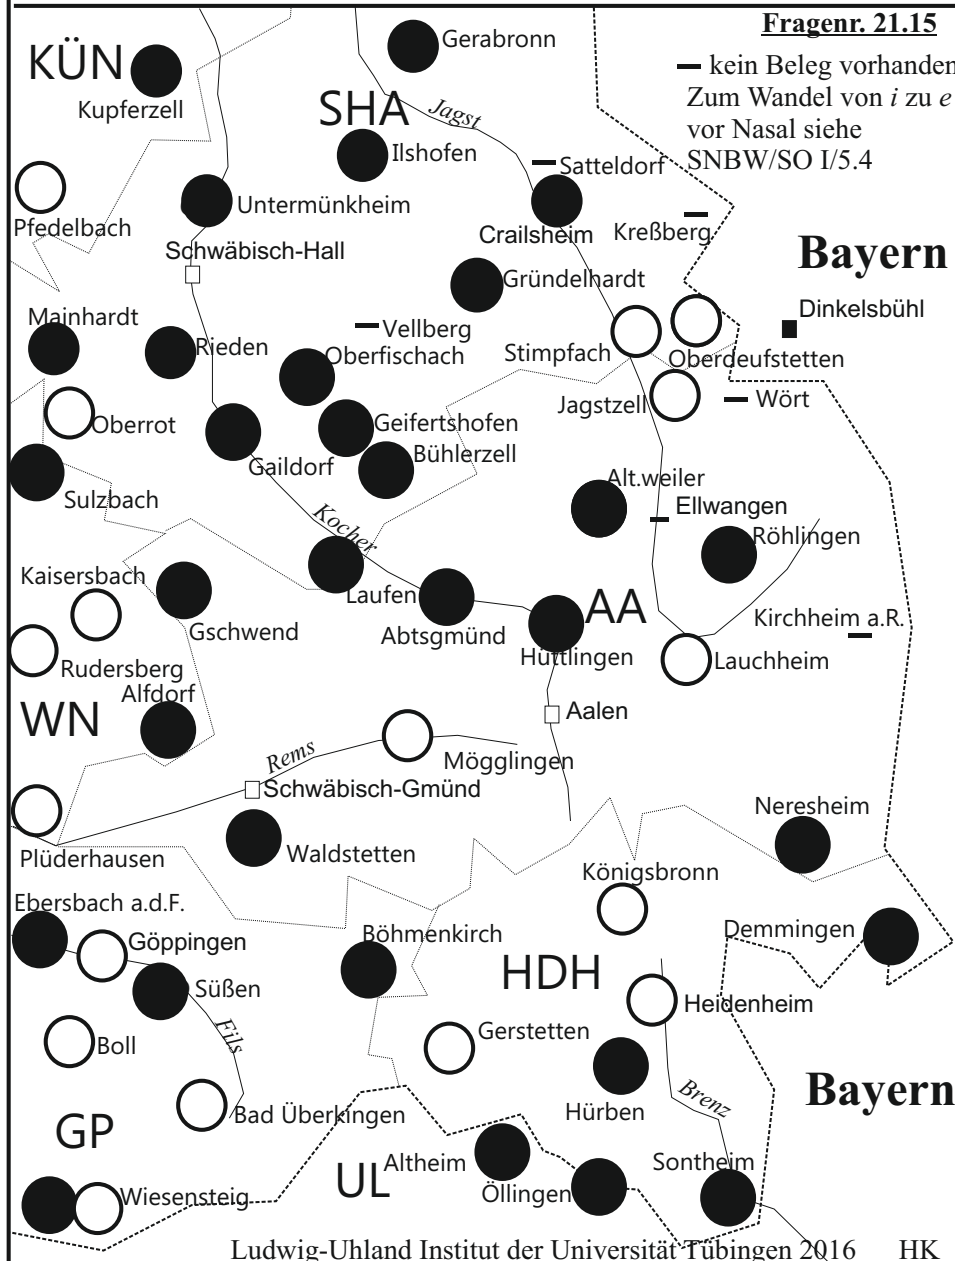 Fragenr. 21.15
kein Beleg vorhanden
Zum Wandel von i zu e
vor Nasal siehe
SNBW/SO I/5.4
KÜN
Gerabronn
Kupferzell
SHA
Jagst
Ilshofen
Satteldorf
Pfedelbach
Untermünkheim
Crailsheim
Kreßberg
Schwäbisch-Hall
Bayern
Gründelhardt
Dinkelsbühl
Mainhardt
Rieden
Vellberg
Oberfischach
Stimpfach
Oberdeufstetten
Jagstzell
Wört
Oberrot
Geifertshofen
Gaildorf
Bühlerzell
Sulzbach
Alt.weiler
Ellwangen
Kocher
Röhlingen
Kaisersbach
Laufen
Gschwend
Abtsgmünd
AA
Hüttlingen
Kirchheim a.R.
Rudersberg
Lauchheim
Alfdorf
WN
Aalen
Rems
Mögglingen
Schwäbisch-Gmünd
Neresheim
Plüderhausen
Waldstetten
Königsbronn
Ebersbach a.d.F.
Göppingen
Böhmenkirch
Demmingen
HDH
Süßen
Heidenheim
Fils
Gerstetten
Boll
Bayern
Brenz
Hürben
Bad Überkingen
GP
UL
Altheim
Sontheim
Öllingen
Wiesensteig
Ludwig-Uhland Institut der Universität Tübingen 2016 HK